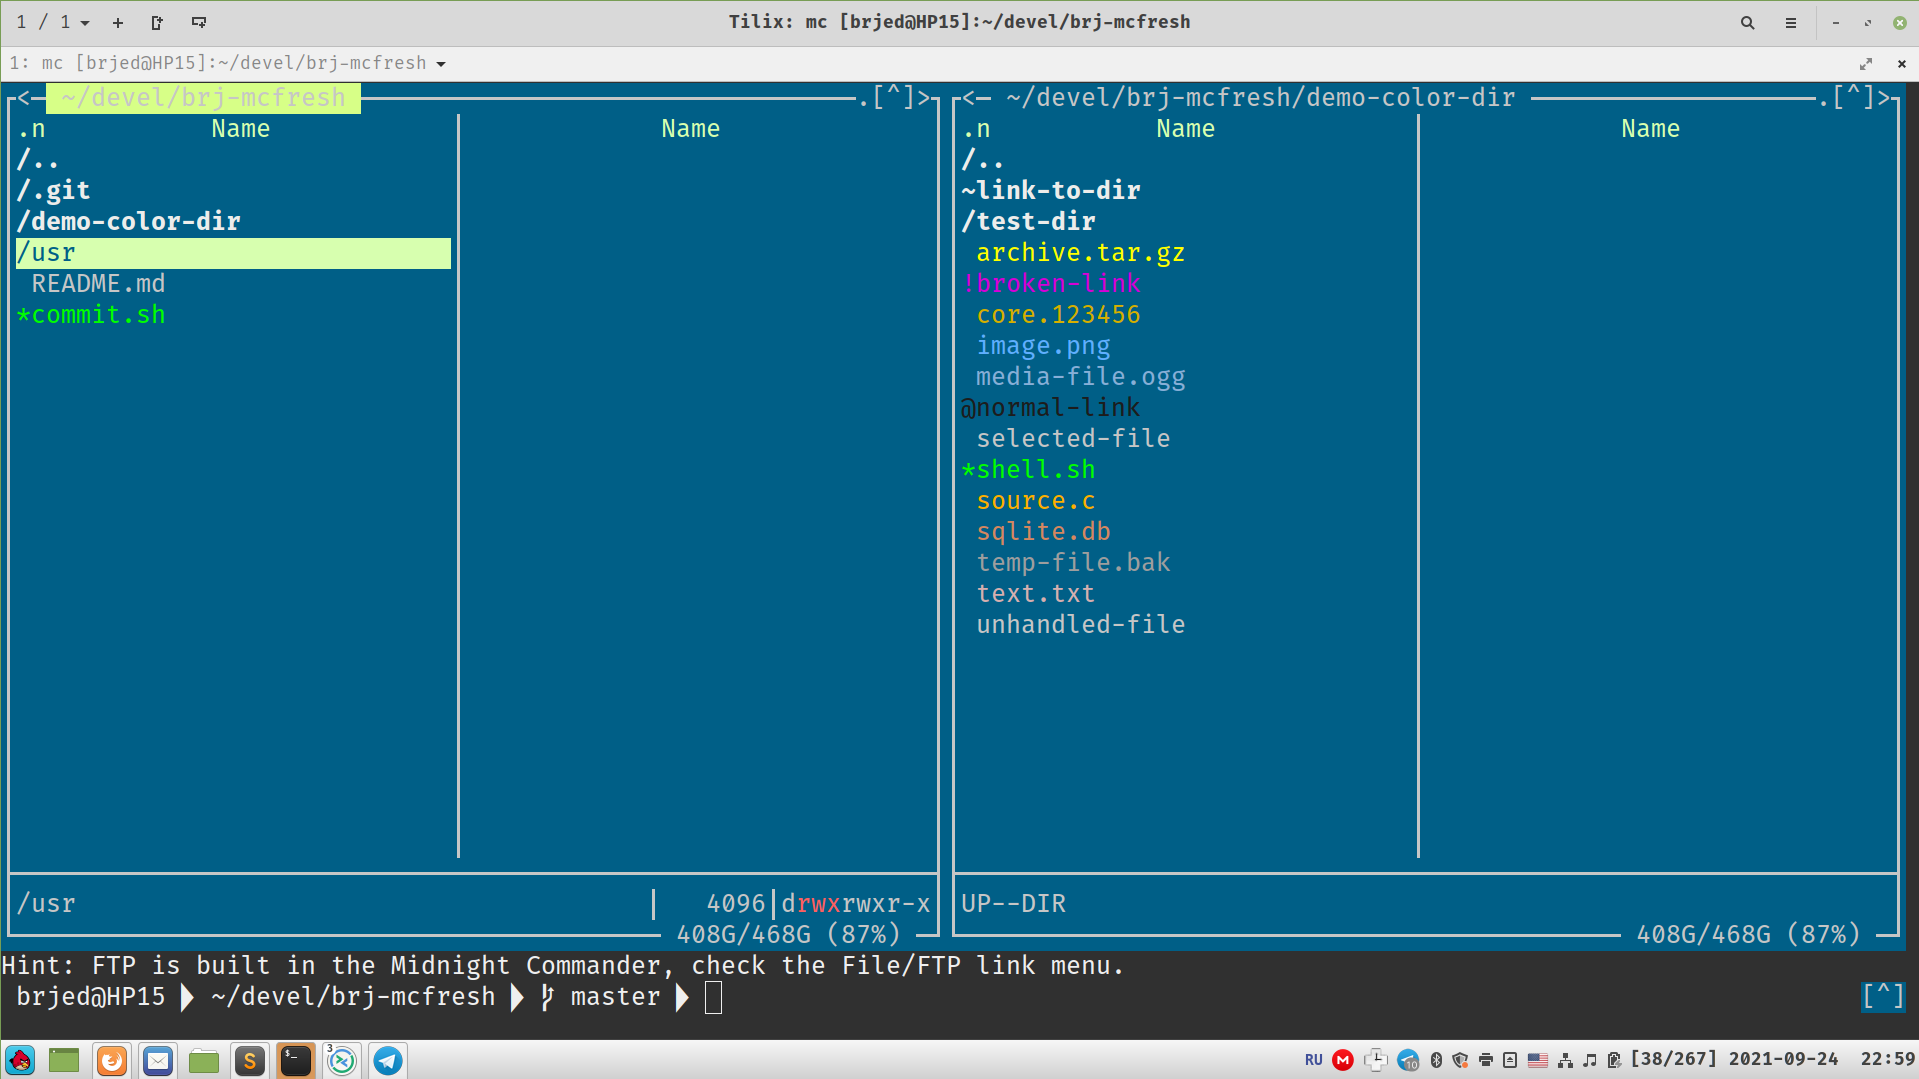 1 / 1
Tilix: mc [brjed@HP15]:~/devel/brj-mcfresh
1: mc [brjed@HP15]:~/devel/brj-mcfresh
<─ ~/devel/brj-mcfresh ─.[^]>
.n Name Name
/..
/.git
/demo-color-dir
/usr
README.md
*commit.sh
/usr 4096 drwxrwxr-x
408G/468G (87%)
<─ ~/devel/brj-mcfresh/demo-color-dir ─.[^]>
.n Name Name
/..
~link-to-dir
/test-dir
archive.tar.gz
!broken-link
core.123456
image.png
media-file.ogg
@normal-link
selected-file
*shell.sh
source.c
sqlite.db
temp-file.bak
text.txt
unhandled-file
UP--DIR
408G/468G (87%)
Hint: FTP is built in the Midnight Commander, check the File/FTP link menu.
brjed@HP15 ~/devel/brj-mcfresh master [^]
S $_ 3 RU M 10 [38/267] 2021-09-24 22:59